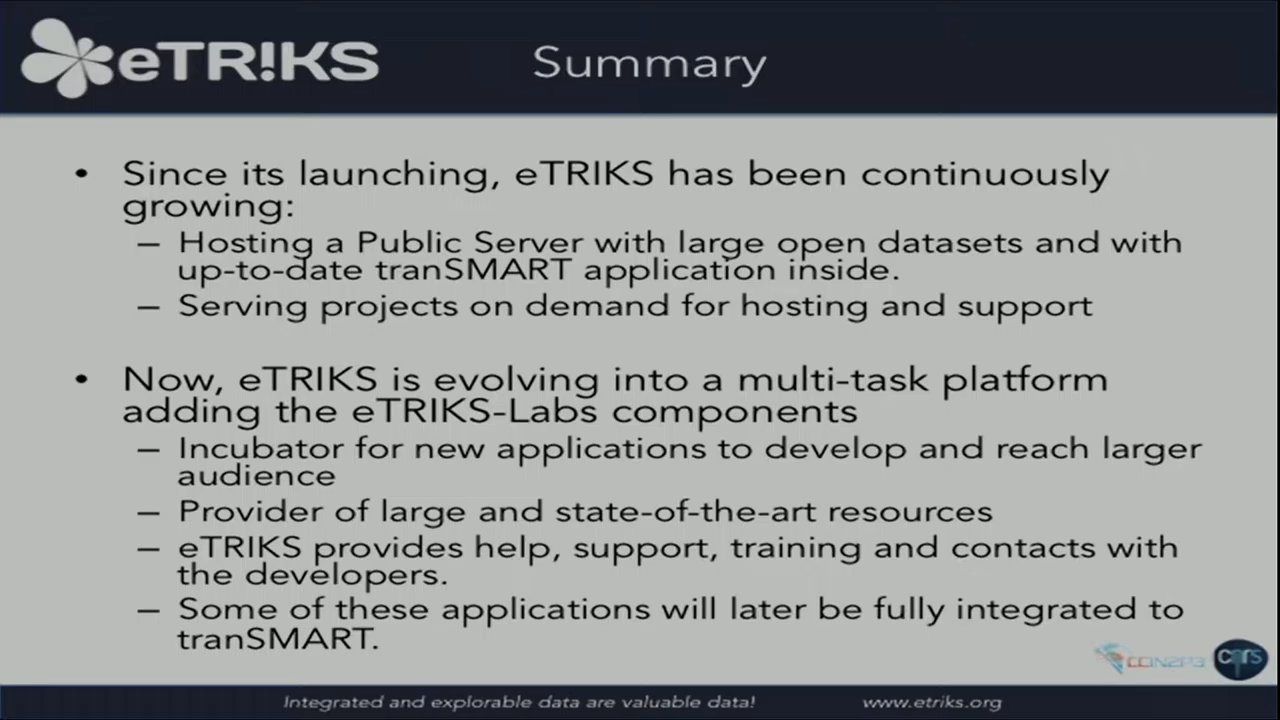 eTR!KS
Summary
• Since its launching, eTRIKS has been continuously
growing:
– Hosting a Public Server with large open datasets and with
up-to-date tranSMART application inside.
– Serving projects on demand for hosting and support
• Now, eTRIKS is evolving into a multi-task platform
adding the eTRIKS-Labs components
– Incubator for new applications to develop and reach larger
audience
– Provider of large and state-of-the-art resources
– eTRIKS provides help, support, training and contacts with
the developers.
– Some of these applications will later be fully integrated to
tranSMART.
CCIN2P3
cnrs
Integrated and explorable data are valuable data!
www.etriks.org